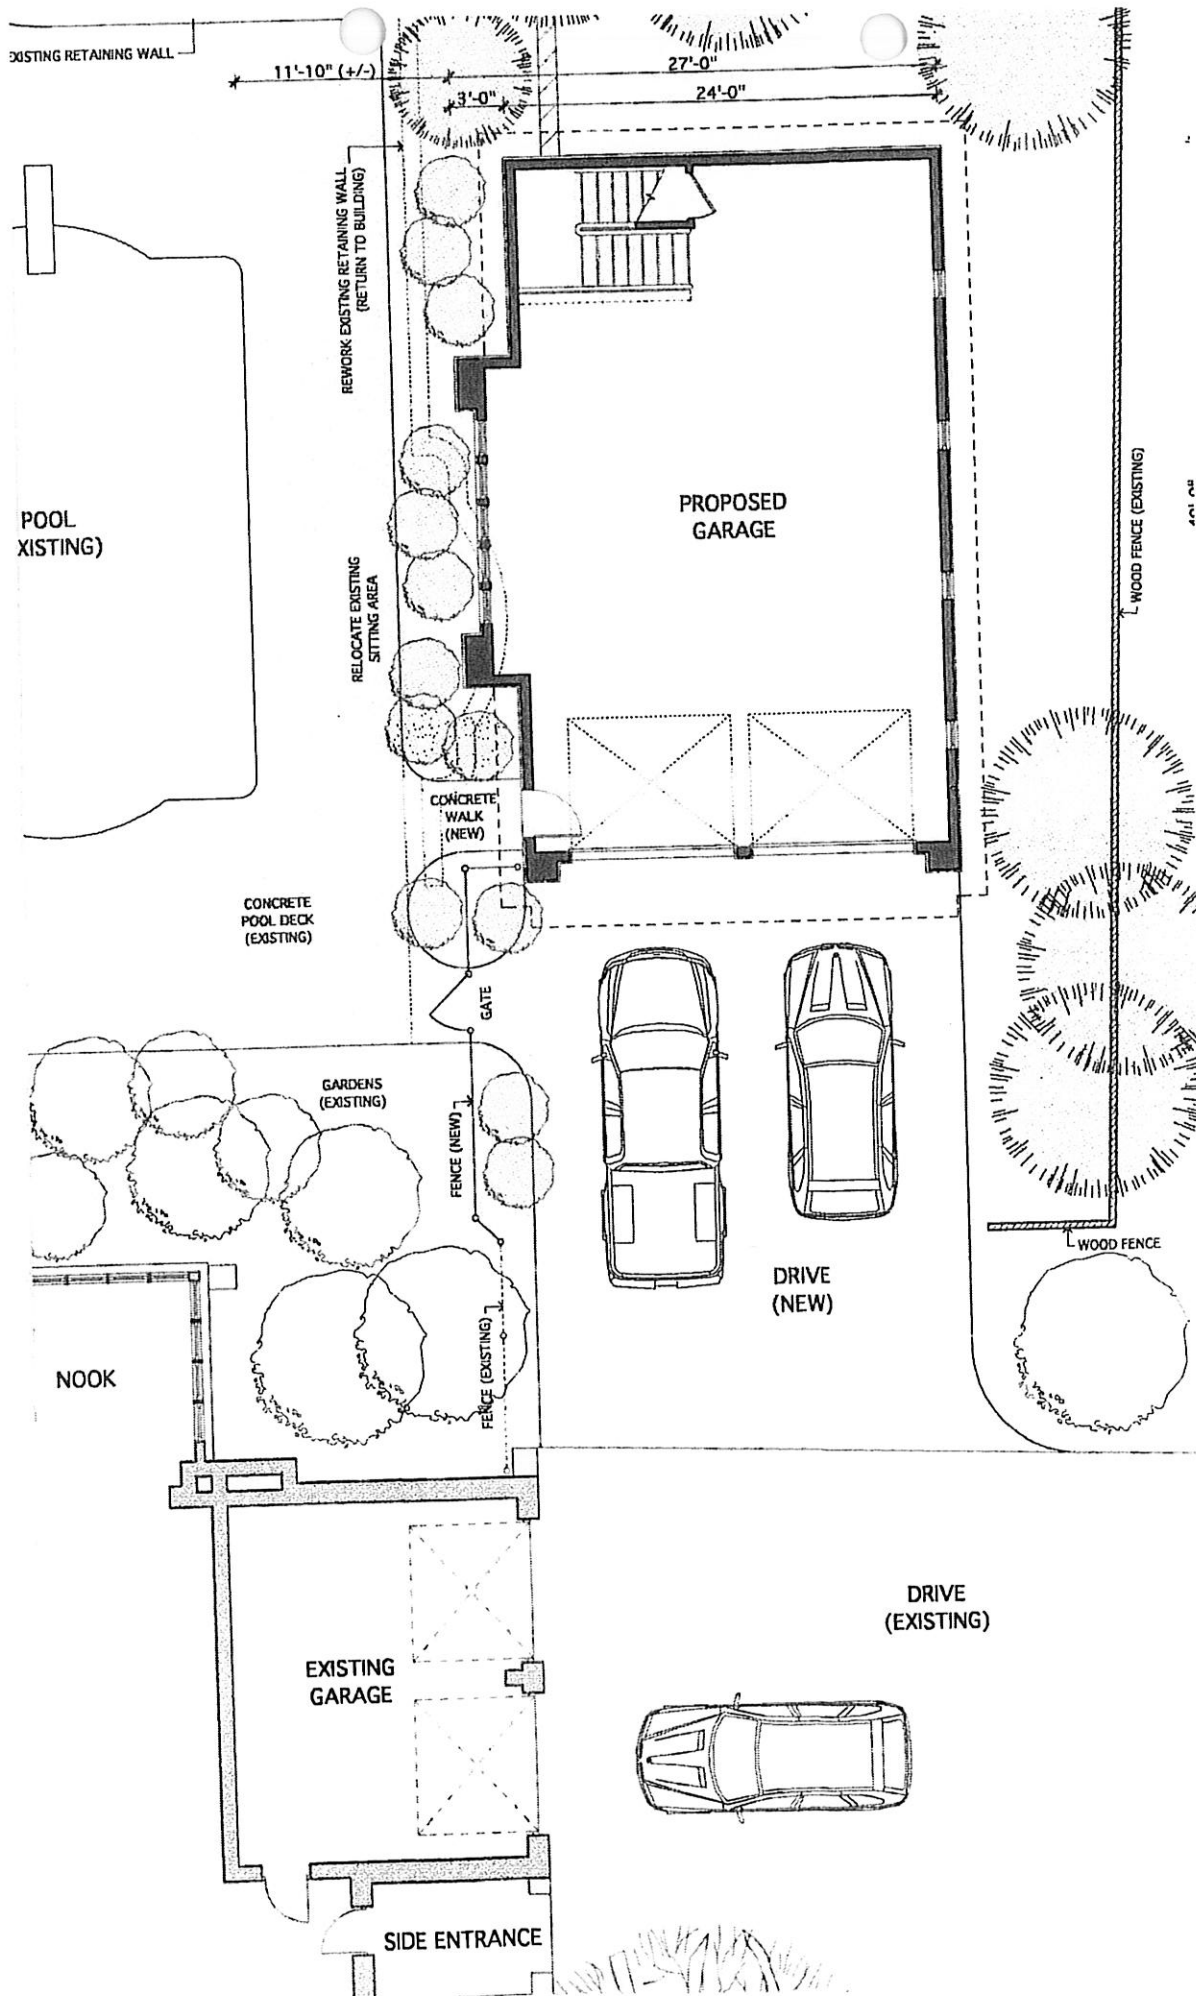 EXISTING RETAINING WALL
11'-10" (+/-)
27'-0"
3'-0"
24'-0"
REWORK EXISTING RETAINING WALL
(RETURN TO BUILDING)
POOL
XISTING)
PROPOSED
GARAGE
WOOD FENCE (EXISTING)
RELOCATE EXISTING
SITTING AREA
CONCRETE
WALK
(NEW)
CONCRETE
POOL DECK
(EXISTING)
GATE
GARDENS
(EXISTING)
FENCE (NEW)
WOOD FENCE
DRIVE
(NEW)
FENCE (EXISTING)
NOOK
DRIVE
(EXISTING)
EXISTING
GARAGE
SIDE ENTRANCE